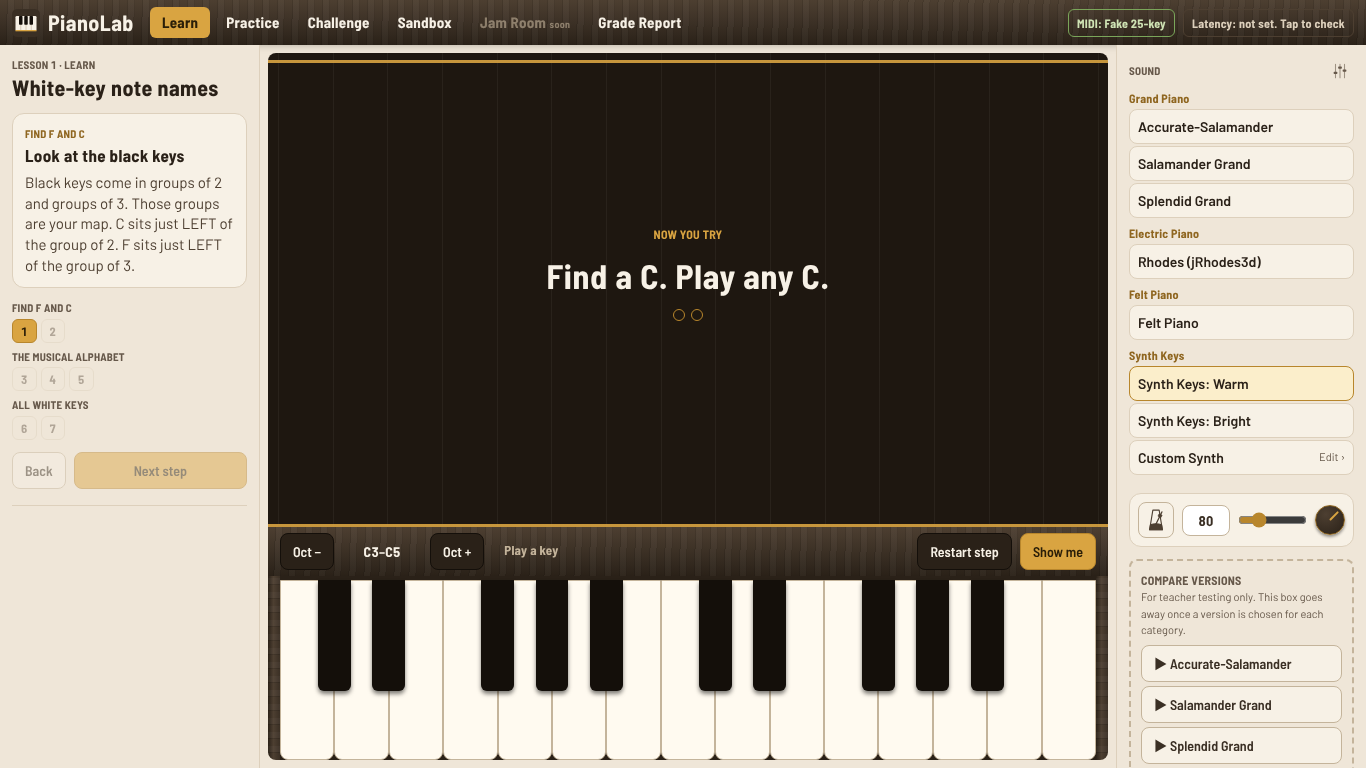 PianoLab
Learn
Practice
Challenge
Sandbox
Jam Room soon
Grade Report
MIDI: Fake 25-key
Latency: not set. Tap to check
LESSON 1 · LEARN
White-key note names
FIND F AND C
Look at the black keys
Black keys come in groups of 2
and groups of 3. Those groups
are your map. C sits just LEFT of
the group of 2. F sits just LEFT
of the group of 3.
FIND F AND C
1 2
THE MUSICAL ALPHABET
3 4 5
ALL WHITE KEYS
6 7
Back
Next step
NOW YOU TRY
Find a C. Play any C.
Oct −
C3–C5
Oct +
Play a key
Restart step
Show me
SOUND
Grand Piano
Accurate-Salamander
Salamander Grand
Splendid Grand
Electric Piano
Rhodes (jRhodes3d)
Felt Piano
Felt Piano
Synth Keys
Synth Keys: Warm
Synth Keys: Bright
Custom Synth
Edit ›
80
COMPARE VERSIONS
For teacher testing only. This box goes
away once a version is chosen for each
category.
▶ Accurate-Salamander
▶ Salamander Grand
▶ Splendid Grand